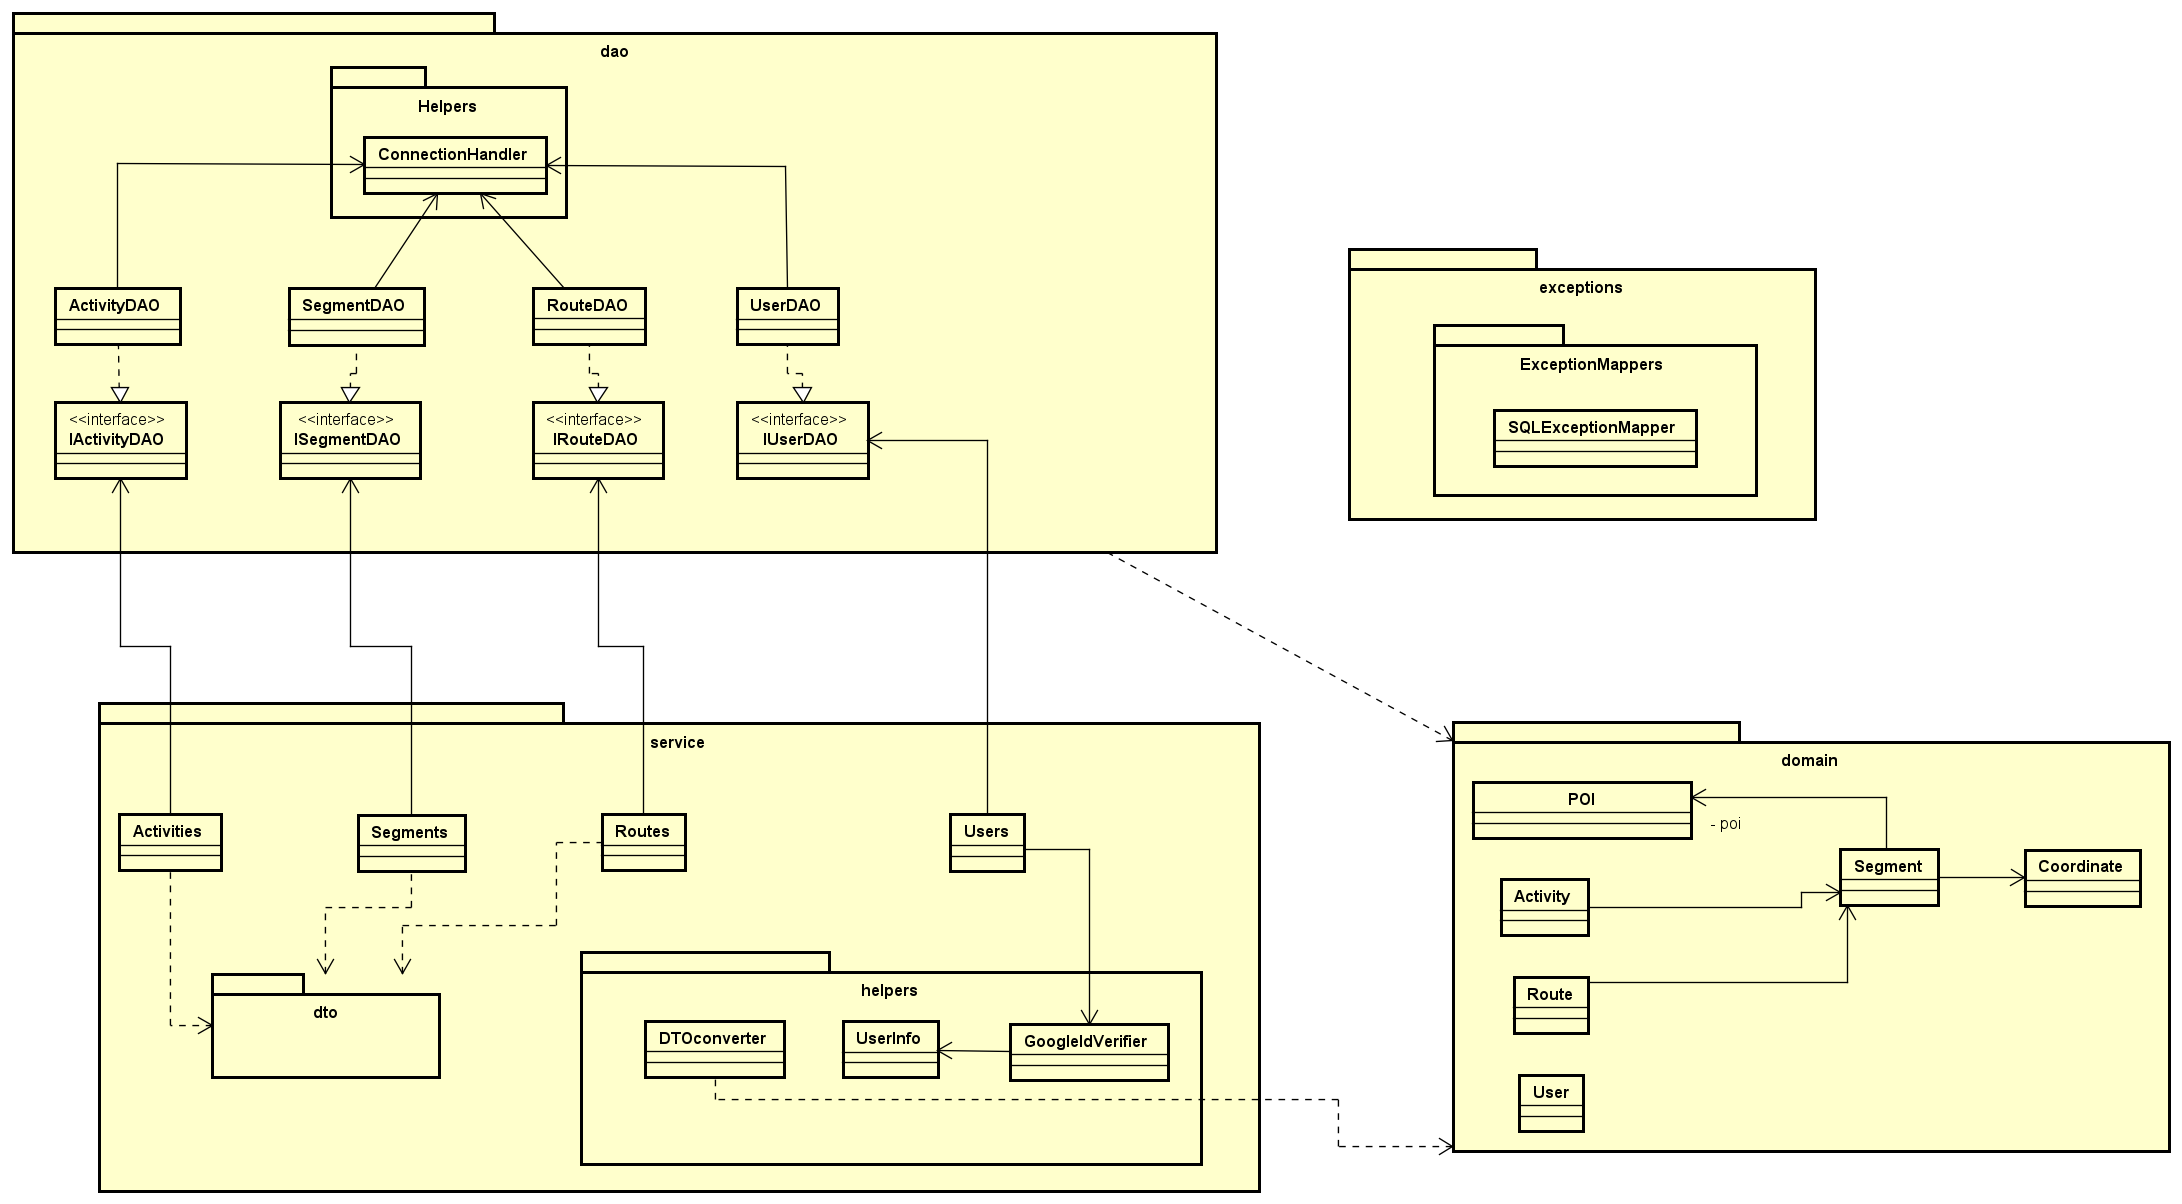 dao
Helpers
ConnectionHandler
ActivityDAO
SegmentDAO
RouteDAO
UserDAO
<<interface>>
IActivityDAO
<<interface>>
ISegmentDAO
<<interface>>
IRouteDAO
<<interface>>
IUserDAO
exceptions
ExceptionMappers
SQLExceptionMapper
service
Activities
Segments
Routes
Users
dto
helpers
DTOconverter
UserInfo
GoogleIdVerifier
domain
POI
- poi
Segment
Coordinate
Activity
Route
User